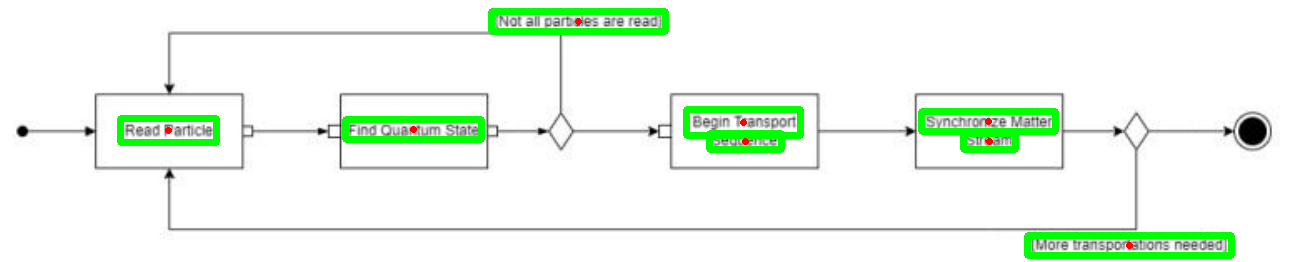 [Not all particles are read]
Read Particle
Find Quantum State
Begin Transport
Sequence
Synchronize Matter
Stream
[More transportations needed]